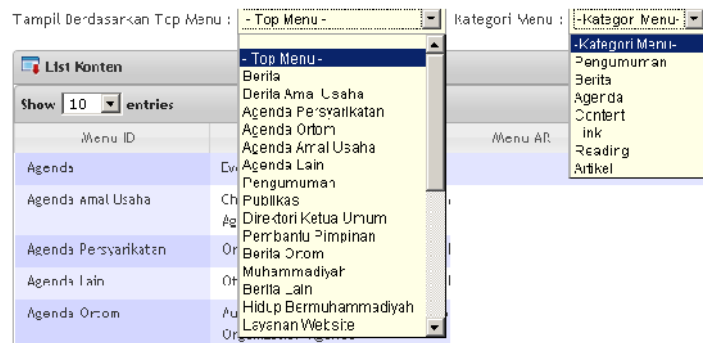 Tampil Berdasarkan Top Menu : - Top Menu - Kategori Menu : -Kategori Menu-
- Top Menu -
Berita
Berita Amal Usaha
Agenda Persyarikatan
Agenda Ortom
Agenda Amal Usaha
Agenda Lain
Pengumuman
Publikas
Direktori Ketua Umum
Pembantu Pimpinan
Berita Ortom
Muhammadiyah
Berita Lain
Hidup Bermuhammadiyah
Layanan Website
-Kategori Menu-
Pengumuman
Berita
Agenda
Content
Link
Reading
Artikel
List Konten
Show 10 entries
Menu ID Menu AR
Agenda
Agenda Amal Usaha
Agenda Persyarikatan
Agenda Lain
Agenda Ortom